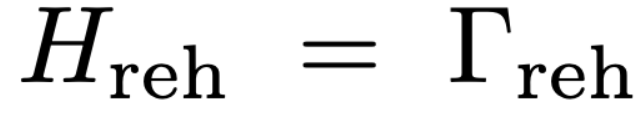 H_reh = Γ_reh